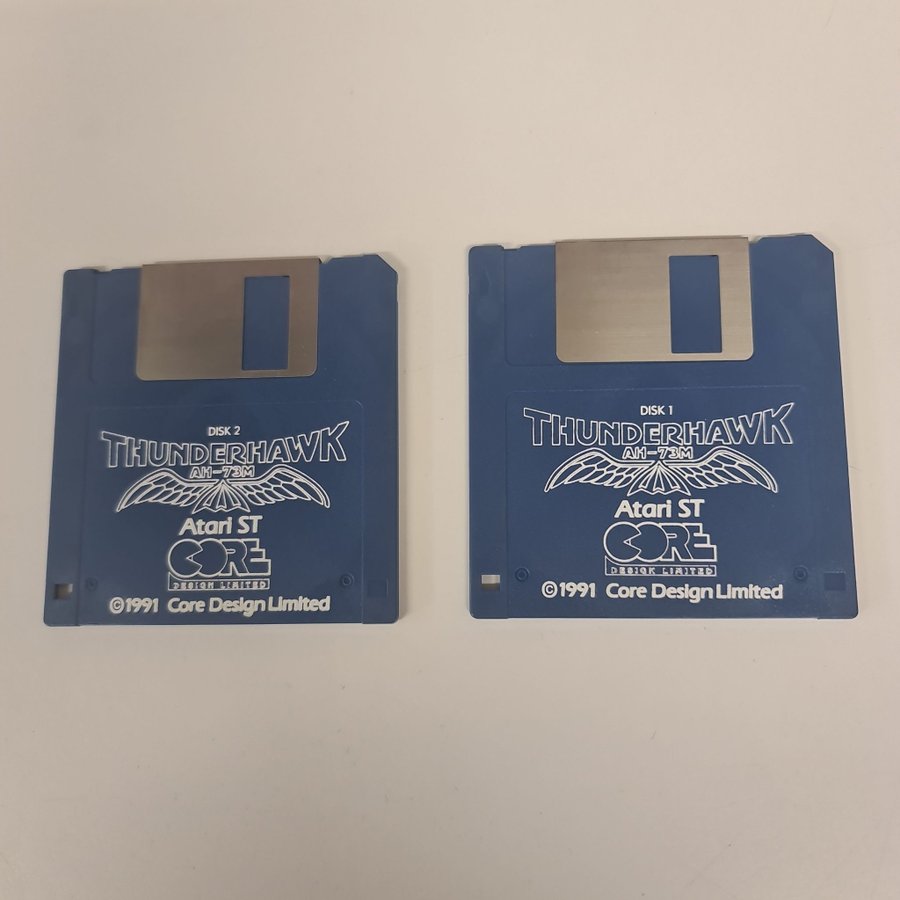 DISK 2
THUNDERHAWK
AH-73M
Atari ST
CORE
DESIGN LIMITED
©1991 Core Design Limited
DISK 1
THUNDERHAWK
AH-73M
Atari ST
CORE
DESIGN LIMITED
©1991 Core Design Limited